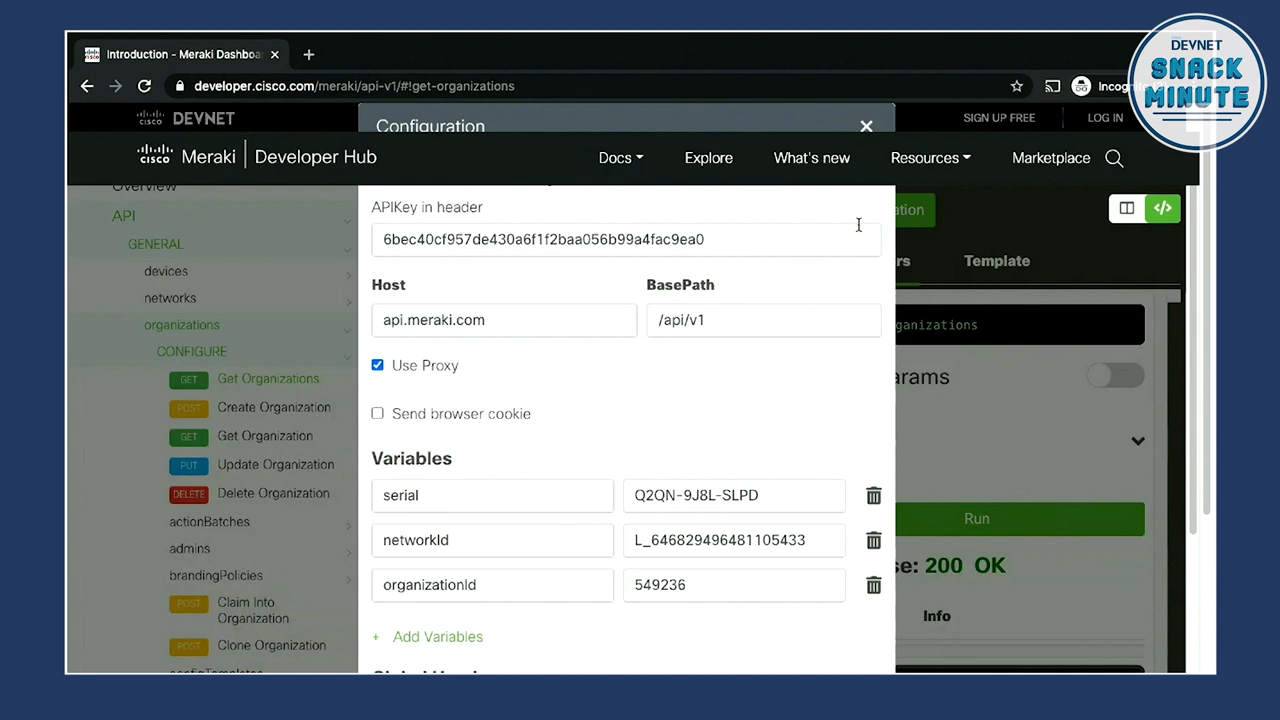 DEVNET
SNACK
MINUTE
Introduction - Meraki Dashboa
developer.cisco.com/meraki/api-v1/#!get-organizations
Incog
CISCO DEVNET
Configuration
SIGN UP FREE
LOG IN
CISCO Meraki Developer Hub
Docs
Explore
What's new
Resources
Marketplace
Overview
API
GENERAL
devices
networks
organizations
CONFIGURE
GET Get Organizations
POST Create Organization
GET Get Organization
PUT Update Organization
DELETE Delete Organization
actionBatches
admins
brandingPolicies
POST Claim Into
Organization
POST Clone Organization
configTemplates
APIKey in header
6bec40cf957de430a6f1f2baa056b99a4fac9ea0
Host
BasePath
api.meraki.com
/api/v1
Use Proxy
Send browser cookie
Variables
serial
Q2QN-9J8L-SLPD
networkId
L_646829496481105433
organizationId
549236
+ Add Variables
ation
</>
rs
Template
ganizations
arams
Run
se: 200 OK
Info